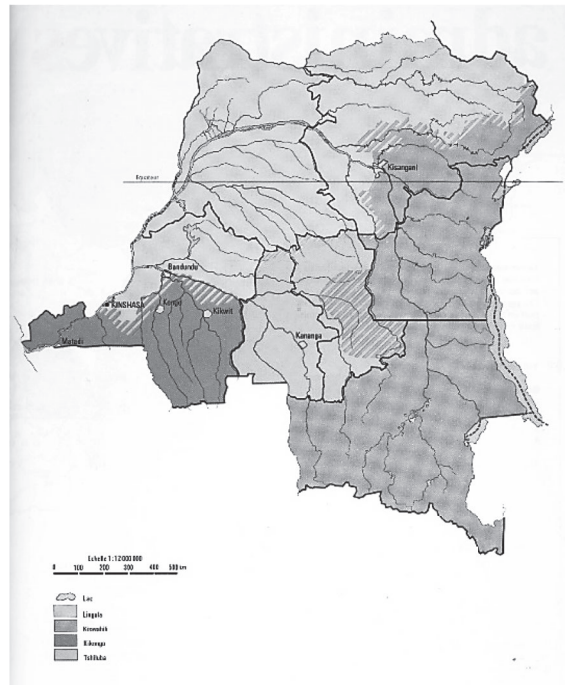 Equateur
Kisangani
Bandundu
KINSHASA
Kenge
Kikwit
Matadi
Kananga
Echelle 1 : 12 000 000
0 100 200 300 400 500 km
Lac
Lingala
Kiswahili
Kikongo
Tshiluba